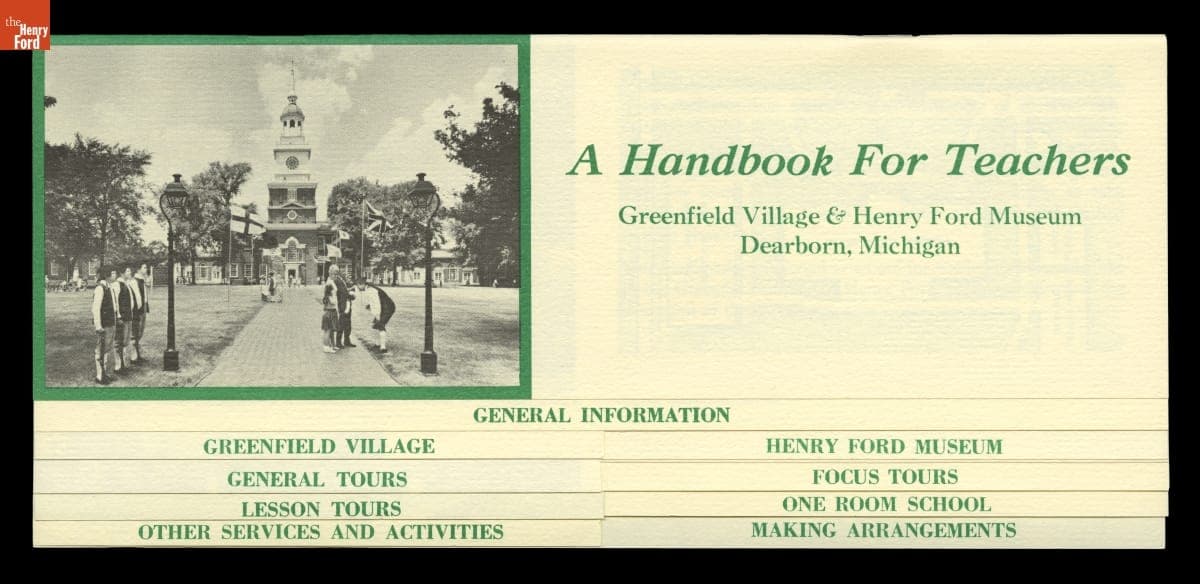 the
Henry
Ford
A Handbook For Teachers
Greenfield Village & Henry Ford Museum
Dearborn, Michigan
GENERAL INFORMATION
GREENFIELD VILLAGE
HENRY FORD MUSEUM
GENERAL TOURS
FOCUS TOURS
LESSON TOURS
ONE ROOM SCHOOL
OTHER SERVICES AND ACTIVITIES
MAKING ARRANGEMENTS